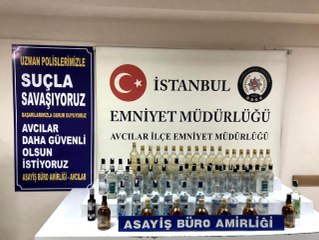 UZMAN POLİSLERİMİZLE
SUÇLA
SAVAŞIYORUZ
BAŞARILARIMIZLA GURUR DUYUYORUZ
AVCILAR
DAHA GÜVENLİ
OLSUN
İSTİYORUZ
ASAYİŞ BÜRO AMİRLİĞİ - AVCILAR
İSTANBUL
EMNİYET MÜDÜRLÜĞÜ
AVCILAR İLÇE EMNİYET MÜDÜRLÜĞÜ
ASAYİŞ BÜRO AMİRLİĞİ